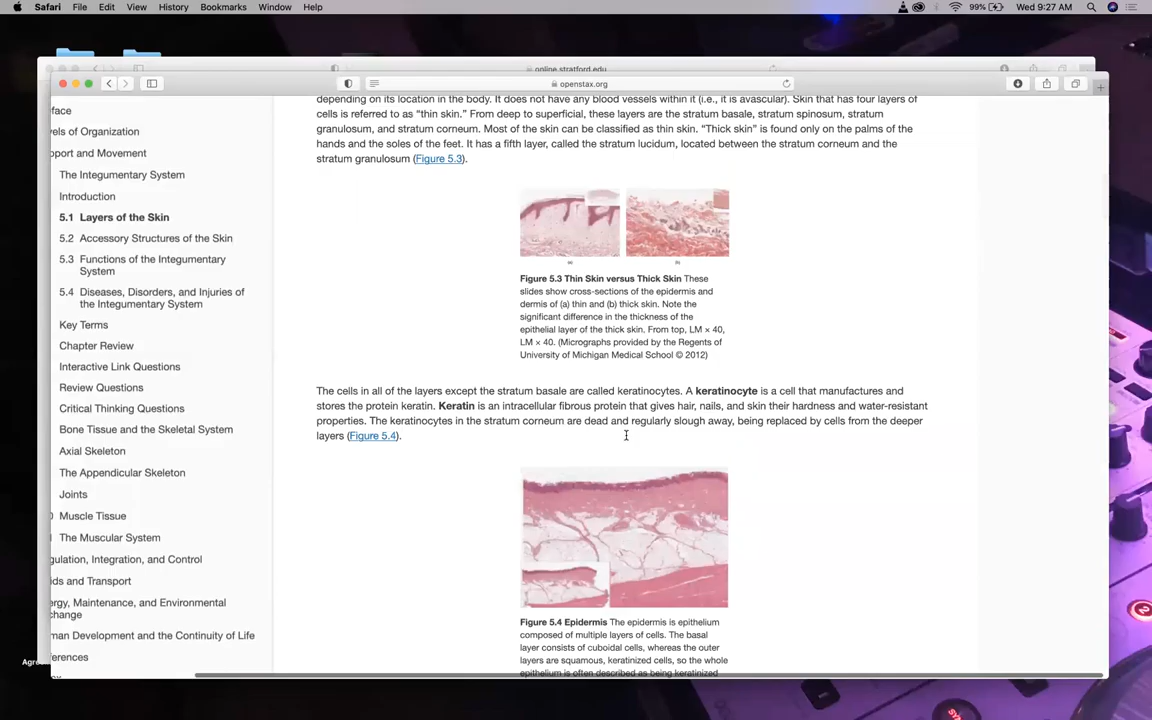 Safari File Edit View History Bookmarks Window Help 99% Wed 9:27 AM
online.stratford.edu
openstax.org
face
vels of Organization
pport and Movement
The Integumentary System
Introduction
5.1 Layers of the Skin
5.2 Accessory Structures of the Skin
5.3 Functions of the Integumentary
System
5.4 Diseases, Disorders, and Injuries of
the Integumentary System
Key Terms
Chapter Review
Interactive Link Questions
Review Questions
Critical Thinking Questions
Bone Tissue and the Skeletal System
Axial Skeleton
The Appendicular Skeleton
Joints
Muscle Tissue
The Muscular System
gulation, Integration, and Control
ids and Transport
ergy, Maintenance, and Environmental
change
man Development and the Continuity of Life
ferences
Agre
depending on its location in the body. It does not have any blood vessels within it (i.e., it is avascular). Skin that has four layers of
cells is referred to as “thin skin.” From deep to superficial, these layers are the stratum basale, stratum spinosum, stratum
granulosum, and stratum corneum. Most of the skin can be classified as thin skin. “Thick skin” is found only on the palms of the
hands and the soles of the feet. It has a fifth layer, called the stratum lucidum, located between the stratum corneum and the
stratum granulosum (Figure 5.3).
(a) (b)
Figure 5.3 Thin Skin versus Thick Skin These
slides show cross-sections of the epidermis and
dermis of (a) thin and (b) thick skin. Note the
significant difference in the thickness of the
epithelial layer of the thick skin. From top, LM × 40,
LM × 40. (Micrographs provided by the Regents of
University of Michigan Medical School © 2012)
The cells in all of the layers except the stratum basale are called keratinocytes. A keratinocyte is a cell that manufactures and
stores the protein keratin. Keratin is an intracellular fibrous protein that gives hair, nails, and skin their hardness and water-resistant
properties. The keratinocytes in the stratum corneum are dead and regularly slough away, being replaced by cells from the deeper
layers (Figure 5.4).
Figure 5.4 Epidermis The epidermis is epithelium
composed of multiple layers of cells. The basal
layer consists of cuboidal cells, whereas the outer
layers are squamous, keratinized cells, so the whole
epithelium is often described as being keratinized